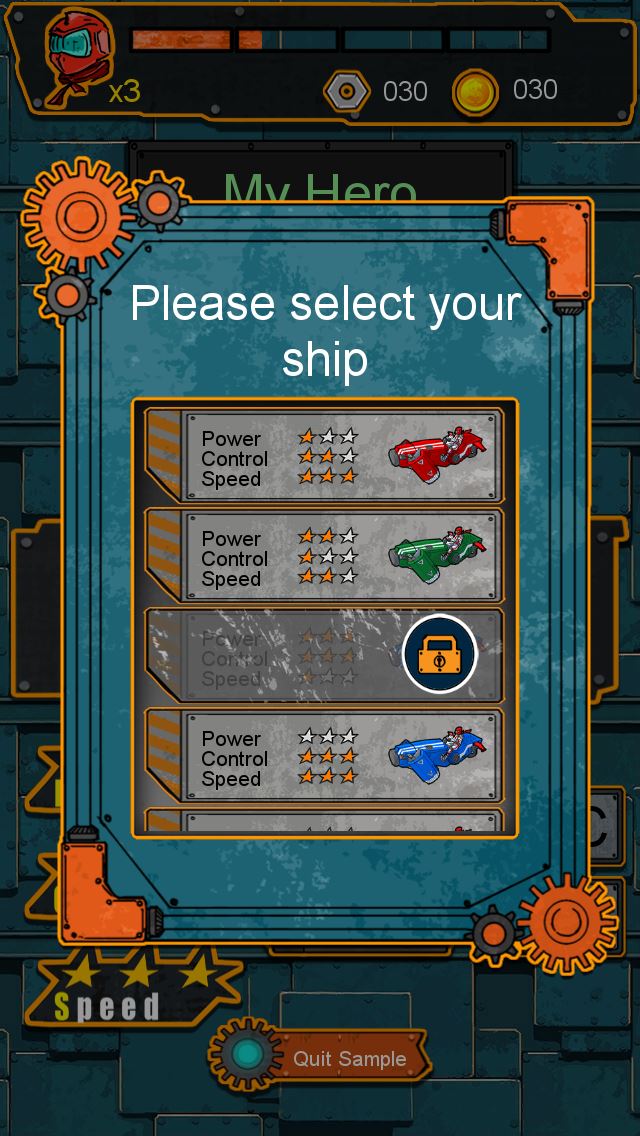 x3
030
030
My Hero
Please select your
ship
Power
Control
Speed
Power
Control
Speed
Power
Control
Speed
Power
Control
Speed
C
Speed
Quit Sample